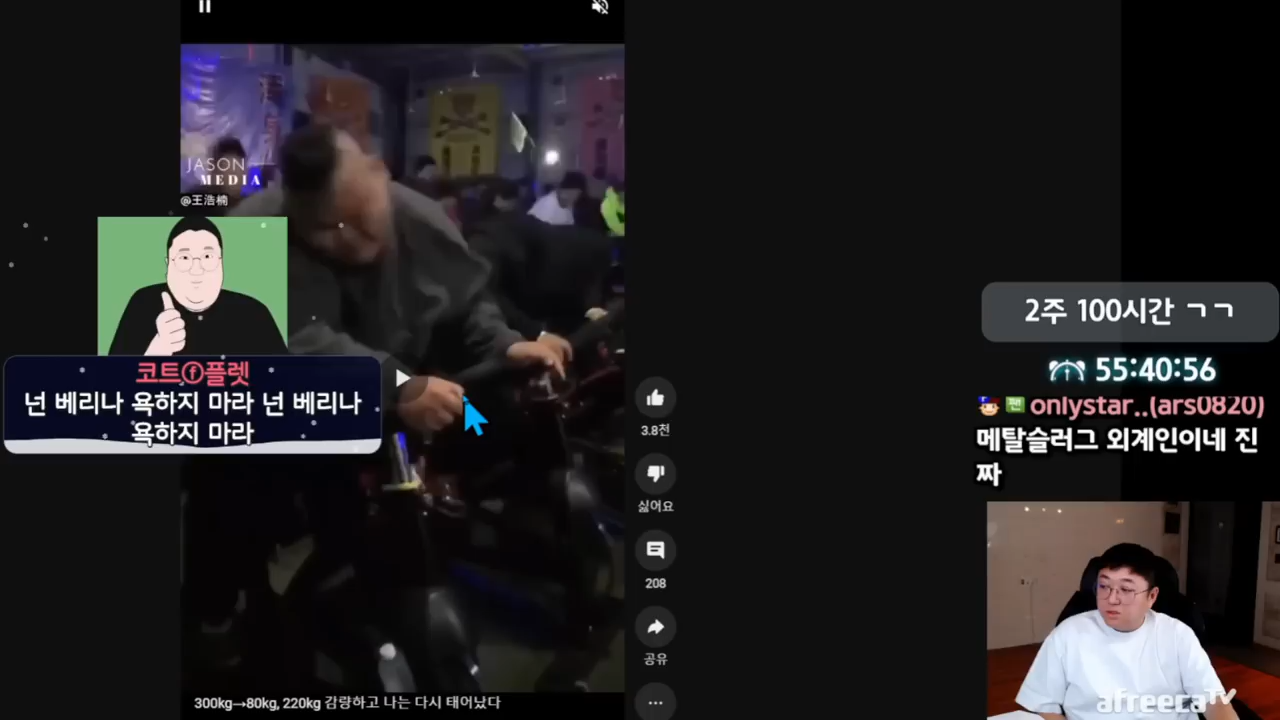 JASON
MEDIA
@王浩楠
코트ⓕ플렛
넌 베리나 욕하지 마라 넌 베리나
욕하지 마라
3.8천
싫어요
208
공유
300kg→80kg, 220kg 감량하고 나는 다시 태어났다
2주 100시간 ㄱㄱ
55:40:56
팬 onlystar..(ars0820)
메탈슬러그 외계인이네 진
짜
afreecaTV